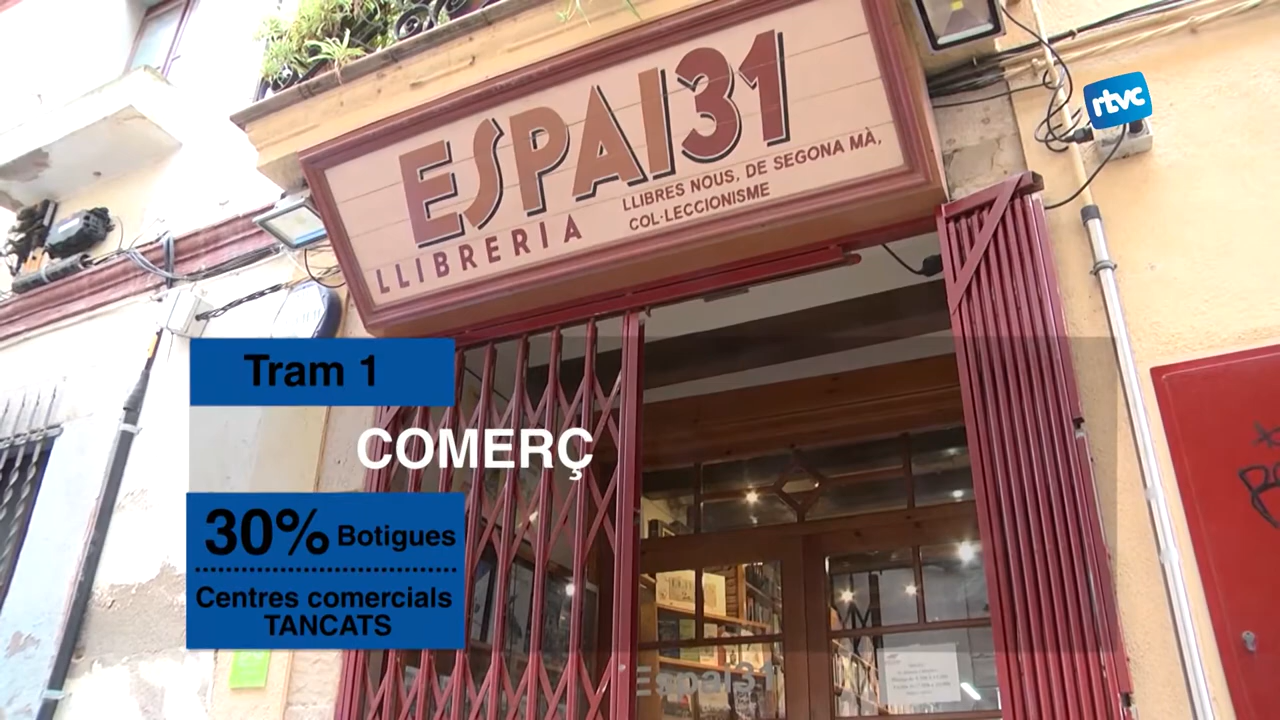 ESPAI31
LLIBRERIA
LLIBRES NOUS, DE SEGONA MÀ,
COL·LECCIONISME
rtvc
Tram 1
COMERÇ
30% Botigues
Centres comercials
TANCATS
Espai31